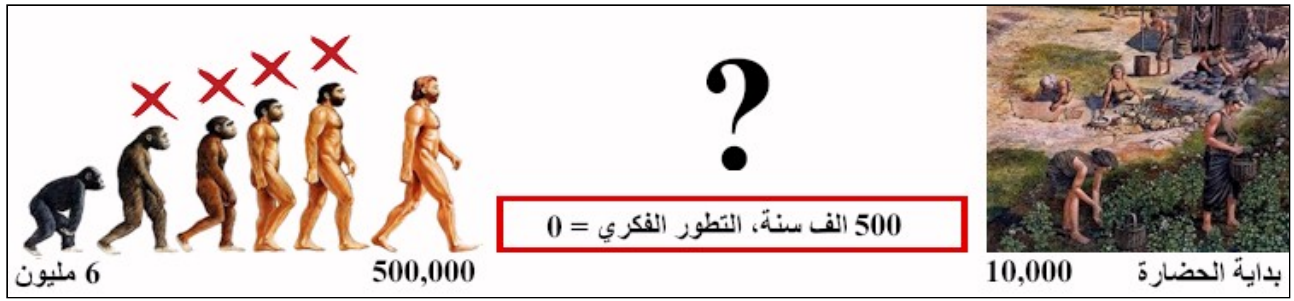 ?
500 الف سنة، التطور الفكري = 0
6 مليون
500,000
10,000
بداية الحضارة